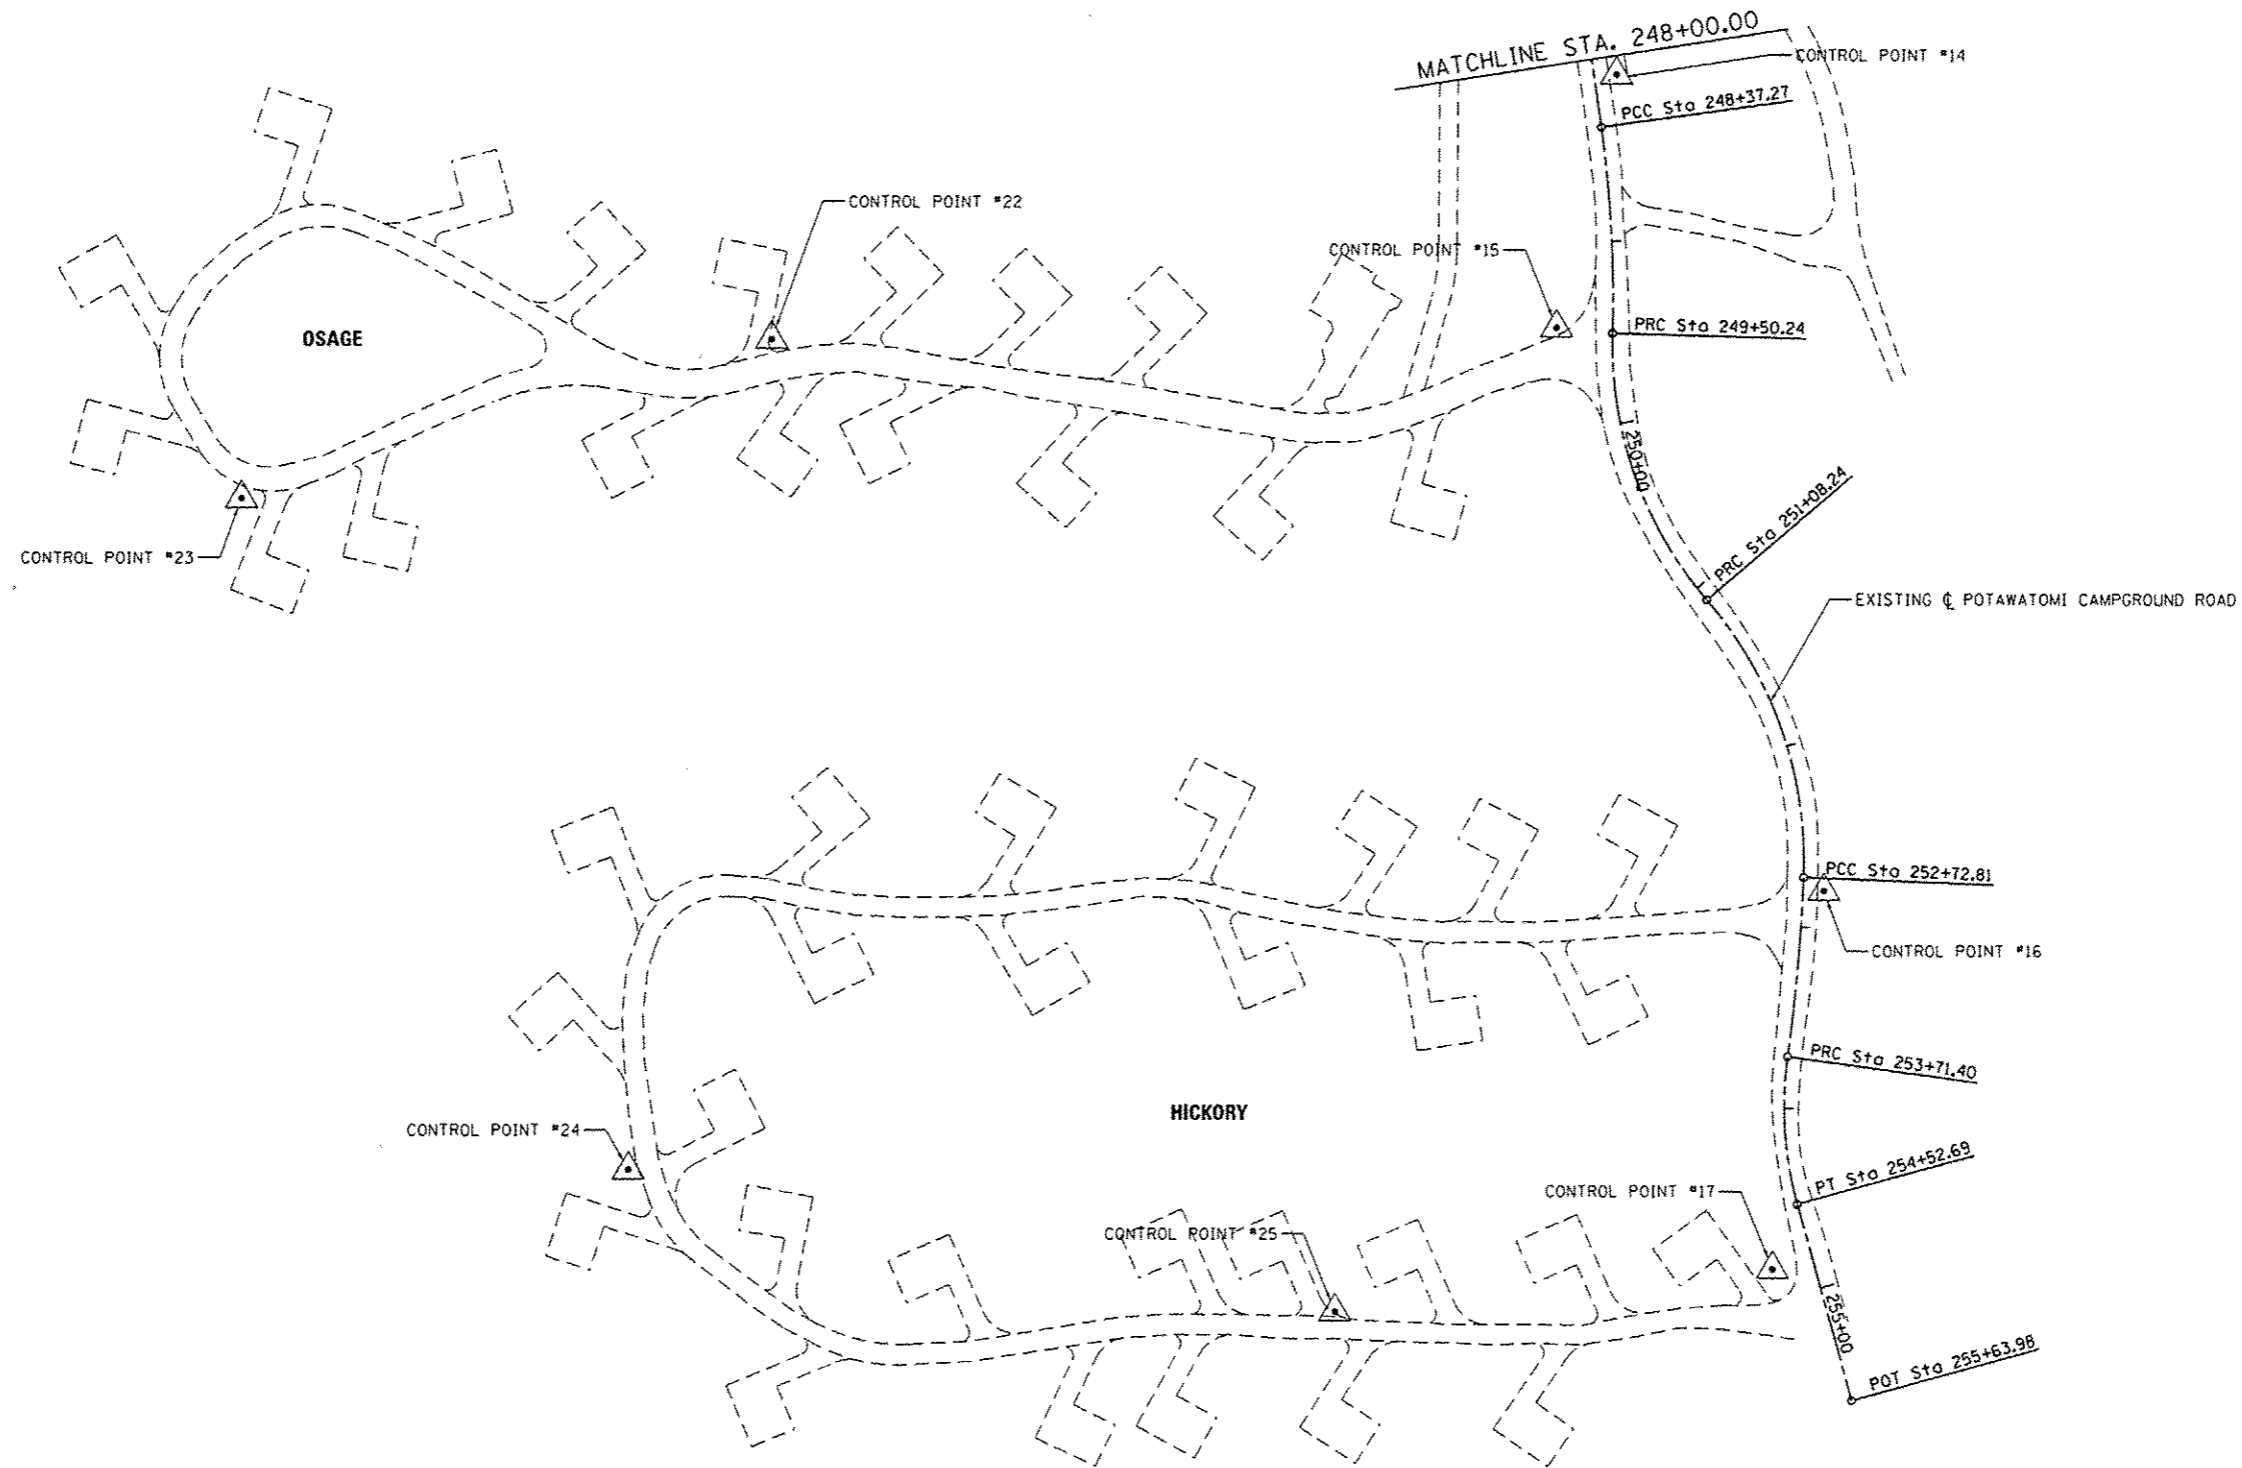 MATCHLINE STA. 248+00.00
CONTROL POINT #14
PCC Sta 248+37.27
CONTROL POINT #22
CONTROL POINT #15
PRC Sta 249+50.24
OSAGE
250+00
PRC Sta 251+08.24
CONTROL POINT #23
EXISTING ℄ POTAWATOMI CAMPGROUND ROAD
PCC Sta 252+72.81
CONTROL POINT #16
PRC Sta 253+71.40
HICKORY
CONTROL POINT #24
PT Sta 254+52.69
CONTROL POINT #17
CONTROL POINT #25
255+00
POT Sta 255+63.98